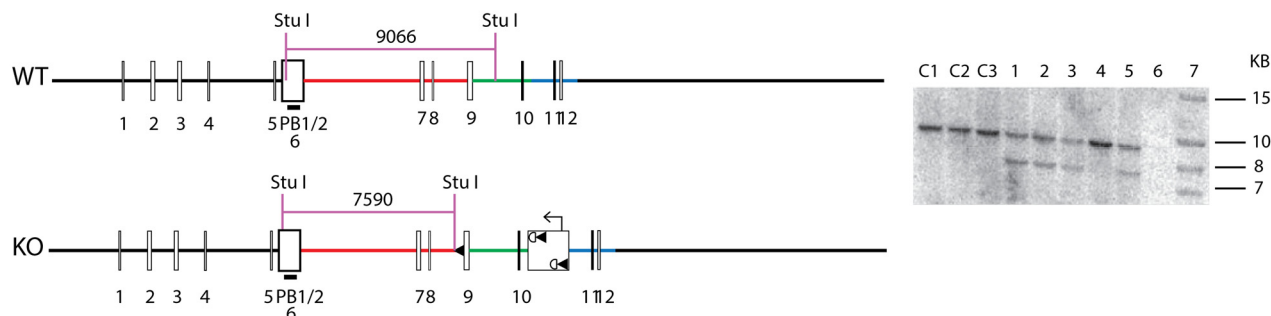 Stu I Stu I
9066
WT
1 2 3 4 5 PB1/2 7 8 9 10 11 12
6
Stu I Stu I
7590
KO
1 2 3 4 5 PB1/2 7 8 9 10 11 12
6
KB
C1 C2 C3 1 2 3 4 5 6 7
15
10
8
7